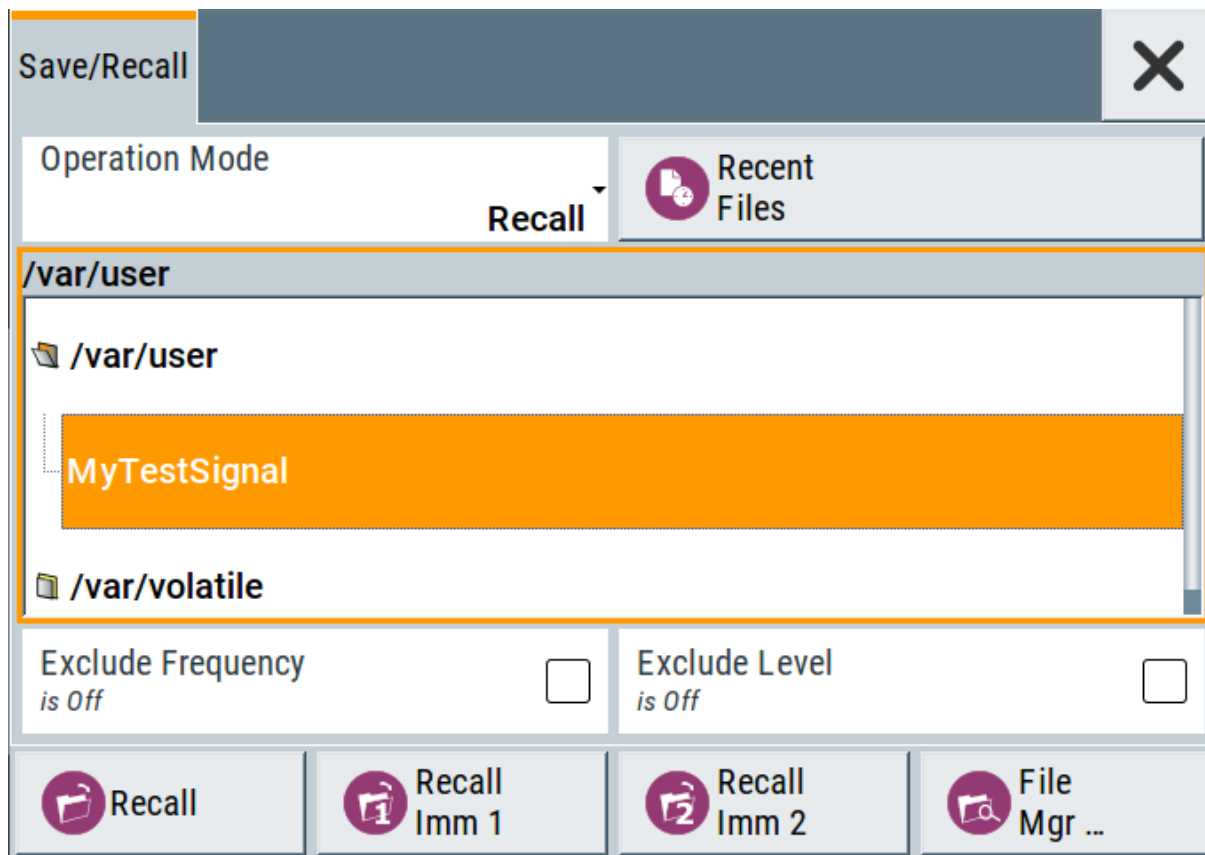 Save/Recall
Operation Mode
Recall
Recent
Files
/var/user
/var/user
MyTestSignal
/var/volatile
Exclude Frequency
is Off
Exclude Level
is Off
Recall
Recall
Imm 1
Recall
Imm 2
File
Mgr ...